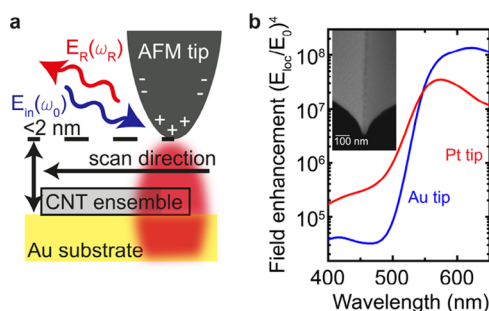 a
E_R(ω_R)
AFM tip
E_in(ω_0)
<2 nm
scan direction
CNT ensemble
Au substrate
b
Field enhancement (E_loc/E_0)^4
10^8
10^7
10^6
10^5
100 nm
Pt tip
Au tip
400 500 600
Wavelength (nm)